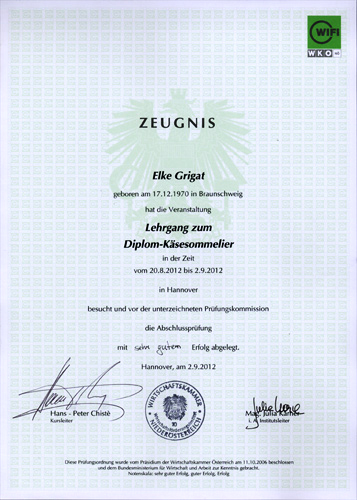 WIFI
WKO
ZEUGNIS
Elke Grigat
geboren am 17.12.1970 in Braunschweig
hat die Veranstaltung
Lehrgang zum
Diplom-Käsesommelier
in der Zeit
vom 20.8.2012 bis 2.9.2012
in Hannover
besucht und vor der unterzeichneten Prüfungskommission
die Abschlussprüfung
mit sehr gutem Erfolg abgelegt.
Hannover, am 2.9.2012
Hans - Peter Chistè
Kursleiter
WIRTSCHAFTSKAMMER
10
NIEDERÖSTERREICH
Mag. Julia
i. A. Institutsleiter
Diese Prüfungsordnung wurde vom Präsidium der Wirtschaftskammer Österreich am 11.10.2006 beschlossen
und dem Bundesministerium für Wirtschaft und Arbeit zur Kenntnis gebracht.
Notenskala: sehr guter Erfolg, guter Erfolg, Erfolg